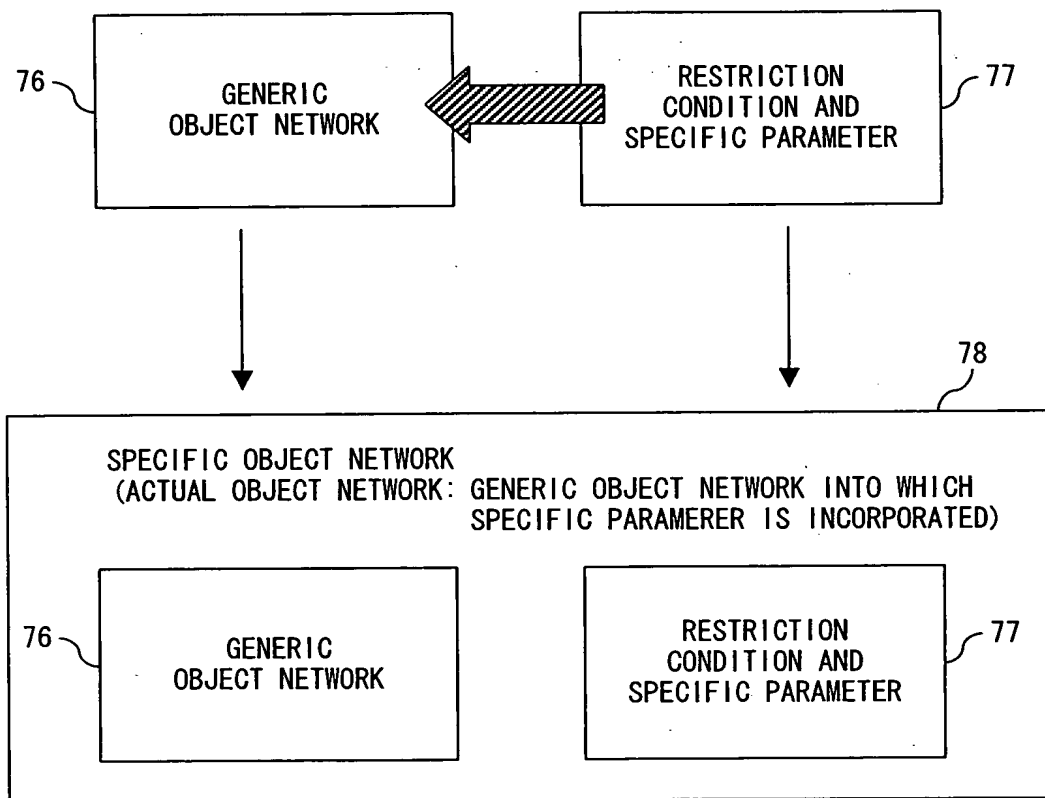 76
GENERIC
OBJECT NETWORK
RESTRICTION
CONDITION AND
SPECIFIC PARAMETER
77
78
SPECIFIC OBJECT NETWORK
(ACTUAL OBJECT NETWORK: GENERIC OBJECT NETWORK INTO WHICH
SPECIFIC PARAMERER IS INCORPORATED)
76
GENERIC
OBJECT NETWORK
RESTRICTION
CONDITION AND
SPECIFIC PARAMETER
77